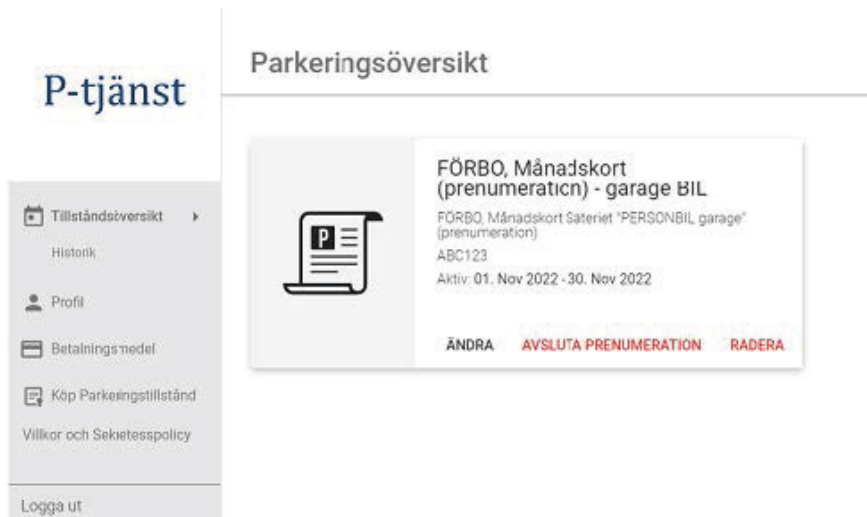 P-tjänst
Tillståndsöversikt
Historik
Profil
Betalningsmedel
Köp Parkeringstillstånd
Villkor och Sekretesspolicy
Logga ut
Parkeringsöversikt
P
FÖRBO, Månadskort
(prenumeration) - garage BIL
FÖRBO, Månadskort Säteriet "PERSONBIL garage"
(prenumeration)
ABC123
Aktiv: 01. Nov 2022 - 30. Nov 2022
ÄNDRA AVSLUTA PRENUMERATION RADERA